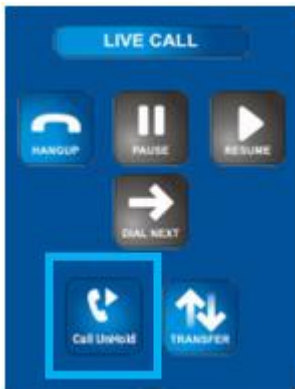 LIVE CALL
HANGUP PAUSE RESUME
DIAL NEXT
Call UnHold TRANSFER